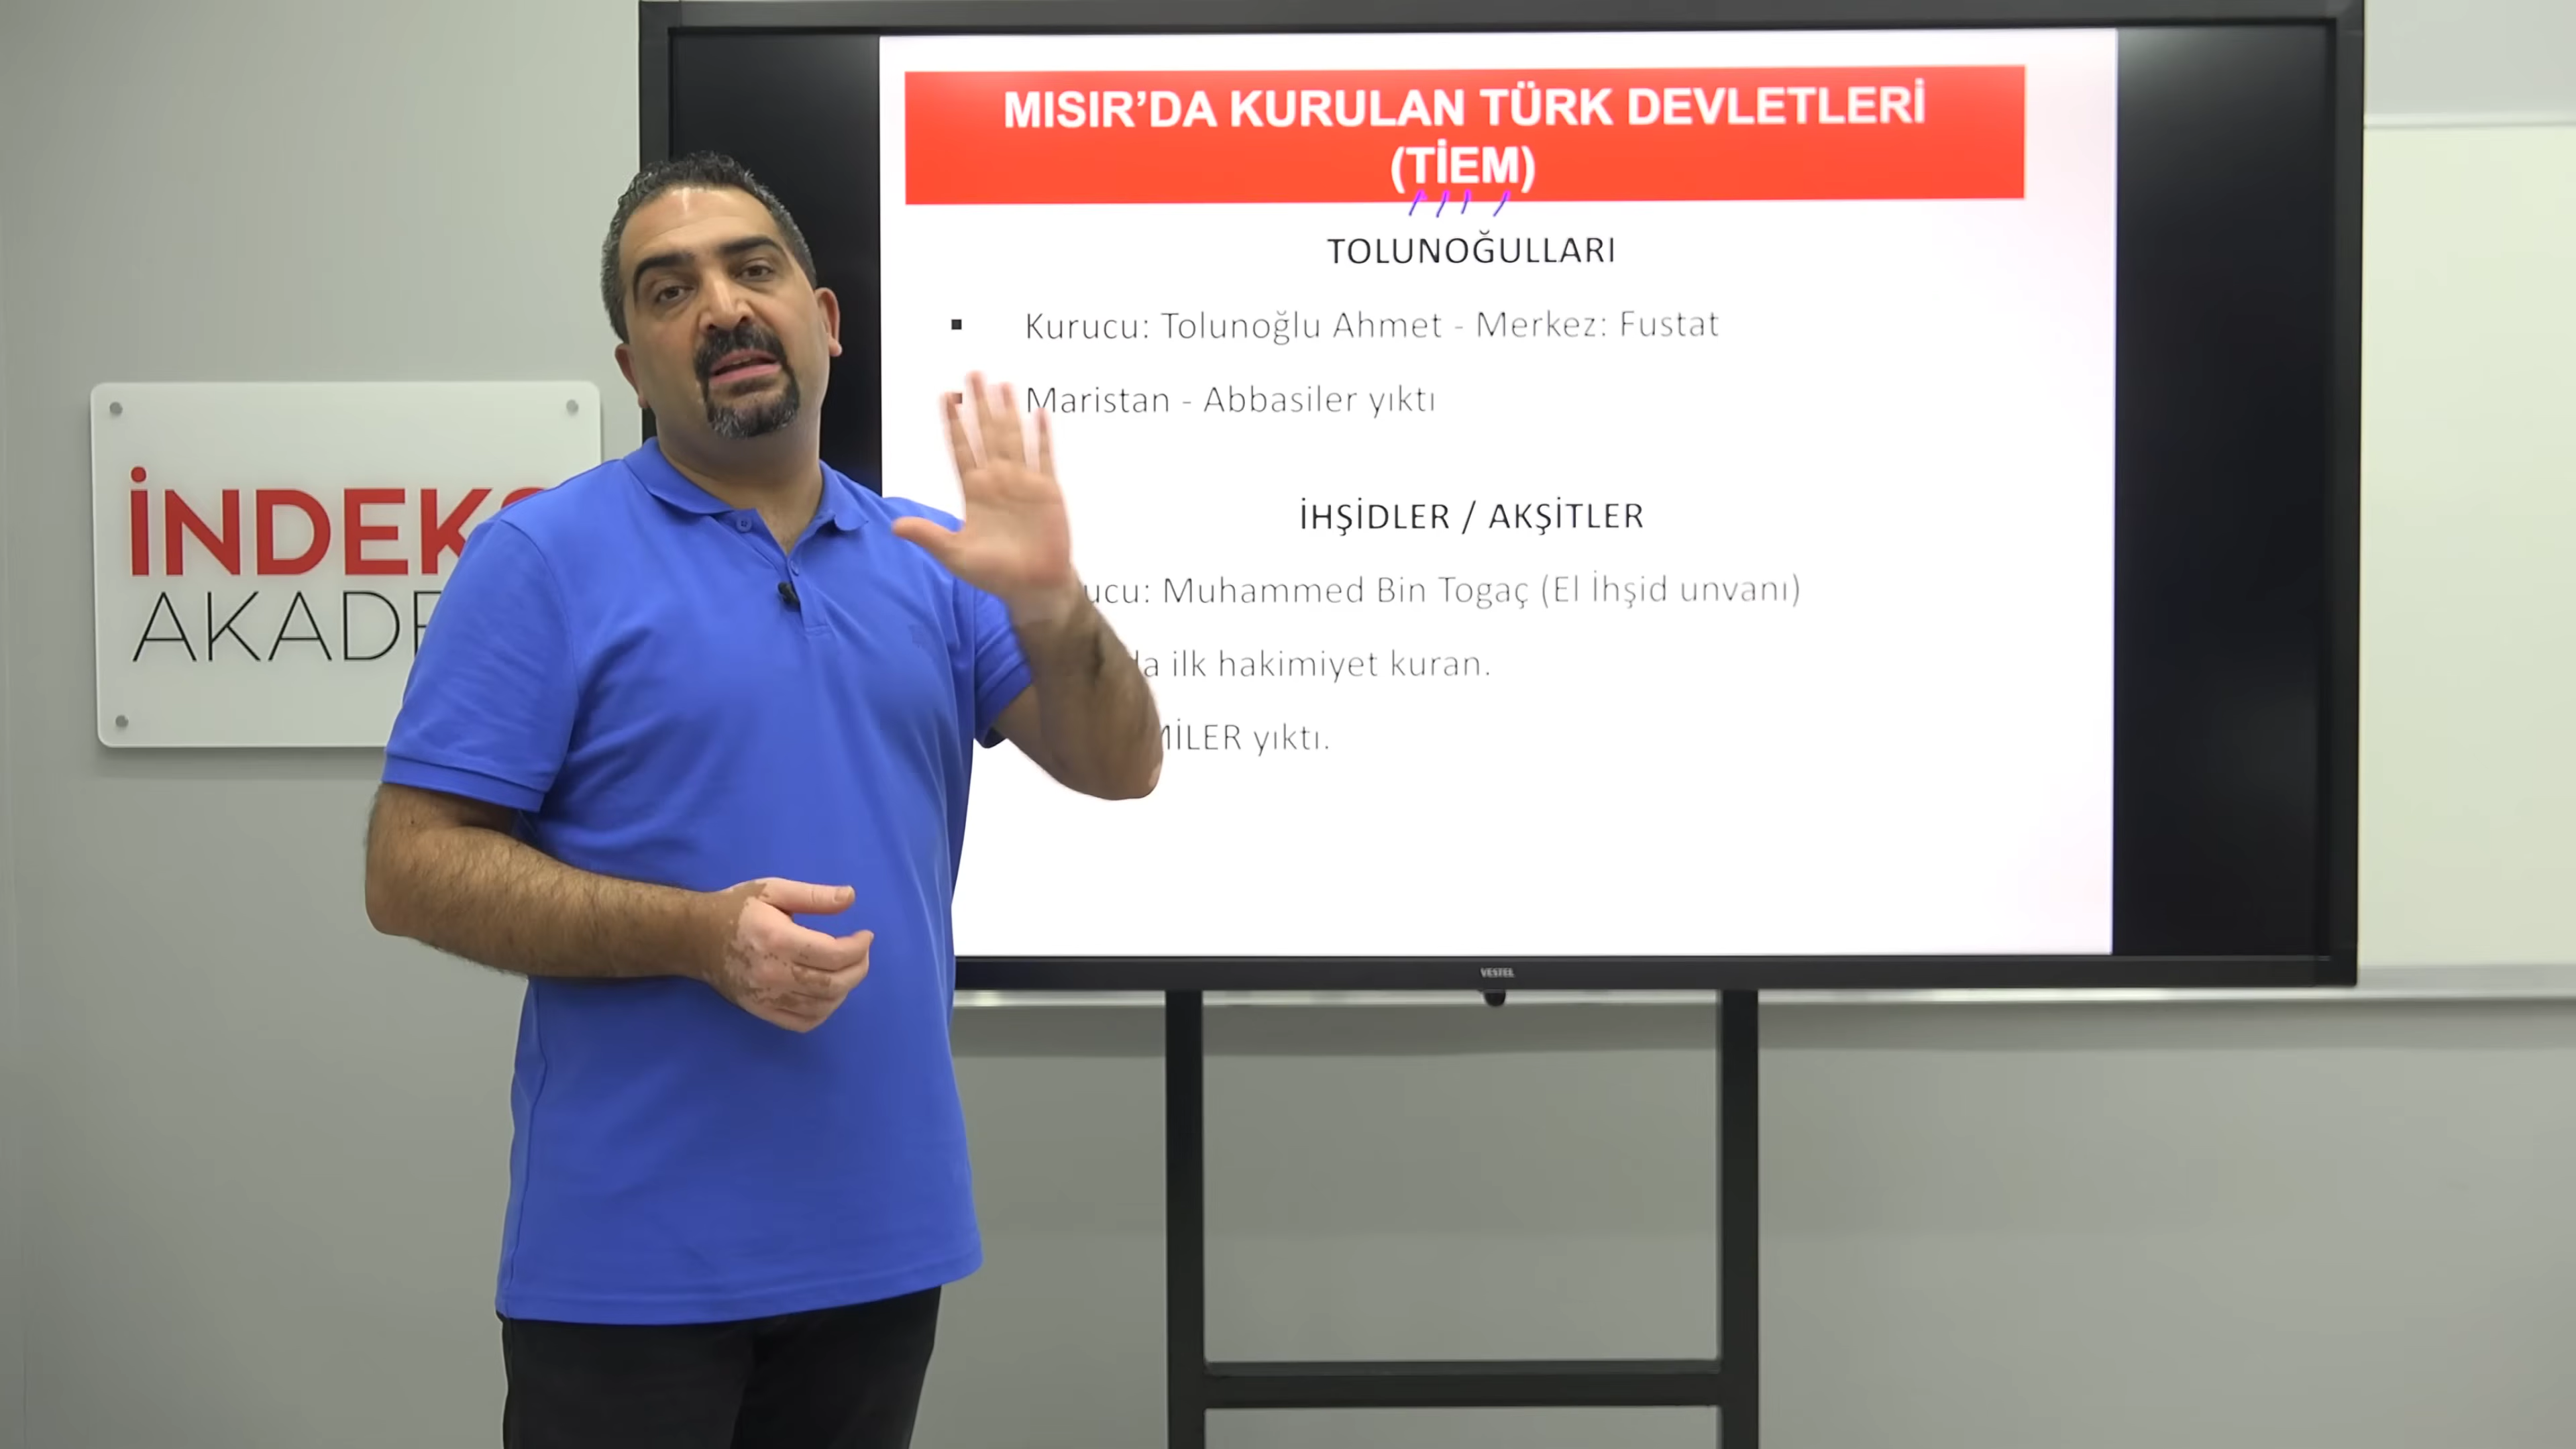 MISIR’DA KURULAN TÜRK DEVLETLERİ
(TİEM)
TOLUNOĞULLARI
▪ Kurucu: Tolunoğlu Ahmet - Merkez: Fustat
Maristan - Abbasiler yıktı
İHŞİDLER / AKŞİTLER
ucu: Muhammed Bin Togaç (El İhşid unvanı)
da ilk hakimiyet kuran.
MİLER yıktı.
İNDEKS
AKADE
VESTEL